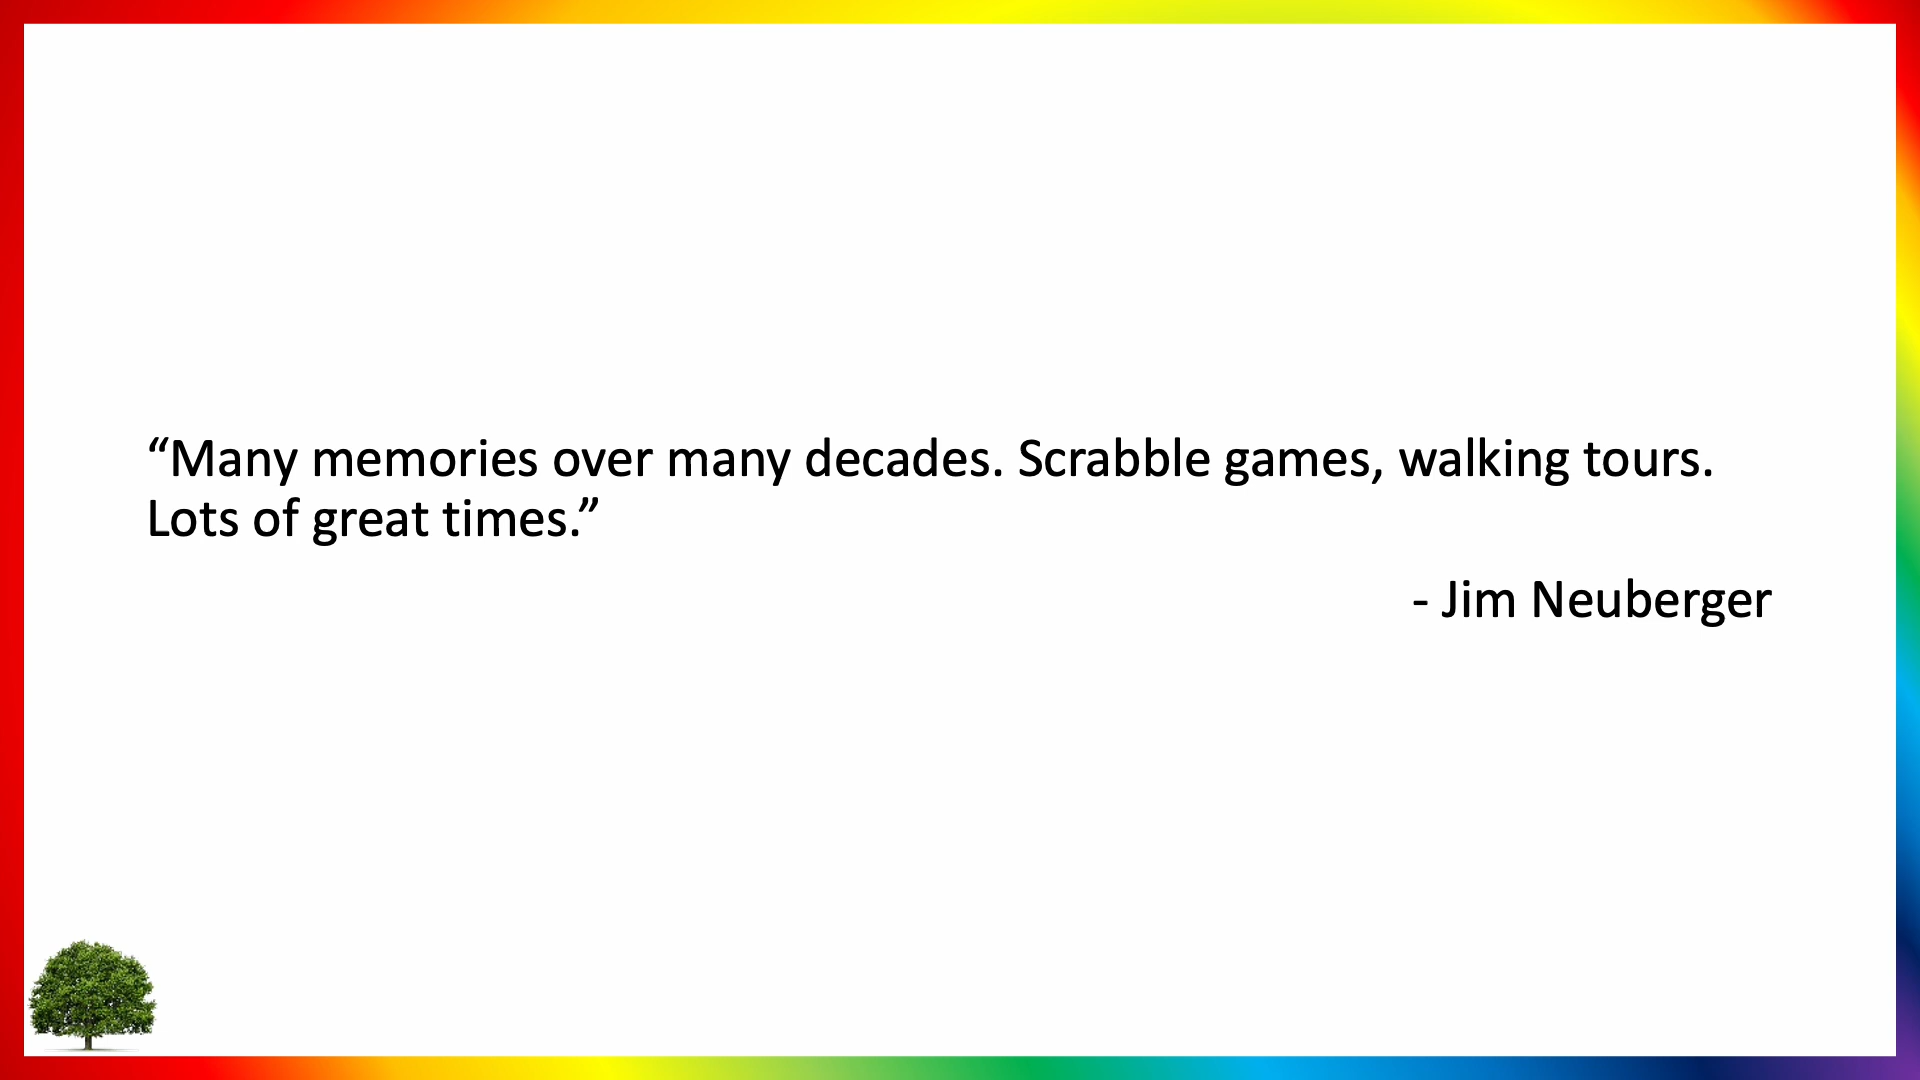 “Many memories over many decades. Scrabble games, walking tours.
Lots of great times.”
- Jim Neuberger